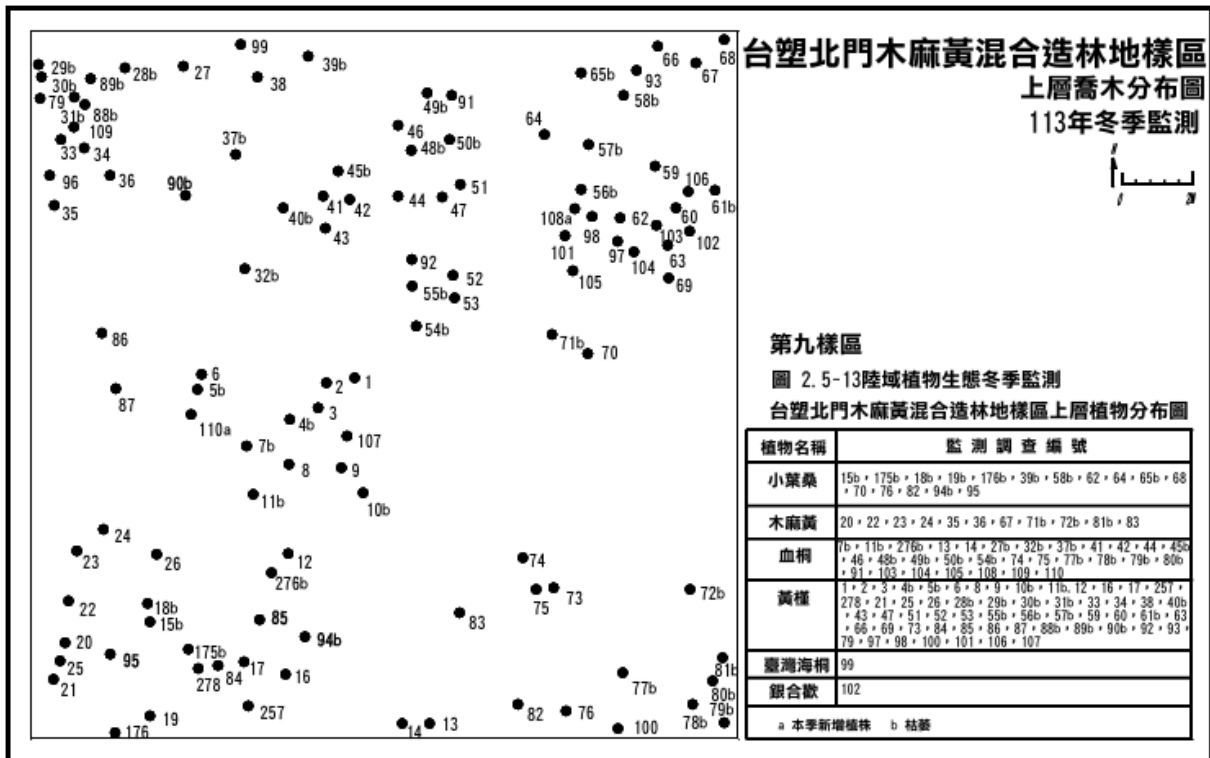 台塑北門木麻黃混合造林地樣區
上層喬木分布圖
113年冬季監測
N
0 2M
99
39b
29b
28b
27
38
30b
89b
79
31b
88b
109
33
34
37b
96
36
90b
35
45b
40b
41
42
43
32b
49b
91
46
48b
50b
51
44
47
92
52
55b
53
54b
66
68
65b
93
67
58b
64
57b
59
106
56b
61b
108a
98
62
60
103
102
101
97
104
63
105
69
71b
70
86
6
5b
87
110a
2
1
3
4b
107
7b
8
9
11b
10b
24
23
26
12
276b
22
18b
15b
85
94b
20
95
175b
25
278
84
17
16
21
19
257
176
14
13
74
75
73
72b
83
81b
77b
80b
82
76
79b
78b
100
第九樣區
圖 2.5-13陸域植物生態冬季監測
台塑北門木麻黃混合造林地樣區上層植物分布圖
植物名稱 監測調查編號
小葉桑 15b，175b，18b，19b，176b，39b，58b，62，64，65b，68
，70，76，82，94b，95
木麻黃 20，22，23，24，35，36，67，71b，72b，81b，83
血桐 7b，11b，276b，13，14，27b，32b，37b，41，42，44，45b
，46，48b，49b，50b，54b，74，75，77b，78b，79b，80b
，91，103，104，105，108，109，110
黃槿 1，2，3，4b，5b，6，8，9，10b，11b，12，16，17，257，
278，21，25，26，28b，29b，30b，31b，33，34，38，40b
，43，47，51，52，53，55b，56b，57b，59，60，61b，63
，66，69，73，84，85，86，87，88b，89b，90b，92，93，
79，97，98，100，101，106，107
臺灣海桐 99
銀合歡 102
a 本季新增植株 b 枯萎